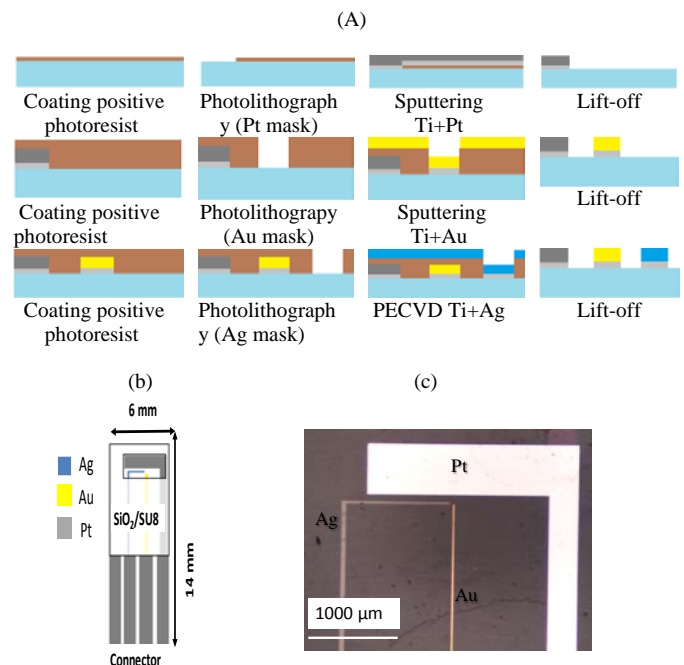 (A)
Coating positive
photoresist
Photolithograph
y (Pt mask)
Sputtering
Ti+Pt
Lift-off
Coating positive
photoresist
Photolithograpy
(Au mask)
Sputtering
Ti+Au
Lift-off
Coating positive
photoresist
Photolithograph
y (Ag mask)
PECVD Ti+Ag
Lift-off
(b)
6 mm
Ag
Au
Pt
SiO₂/SU8
14 mm
Connector
(c)
Pt
Ag
Au
1000 µm